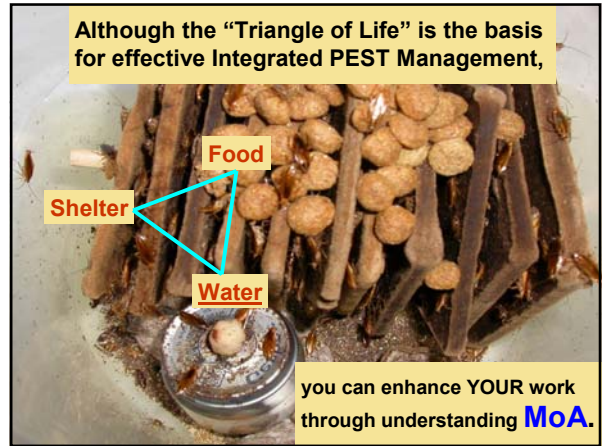 Although the “Triangle of Life” is the basis
for effective Integrated PEST Management,
Food
Shelter
Water
you can enhance YOUR work
through understanding MoA.